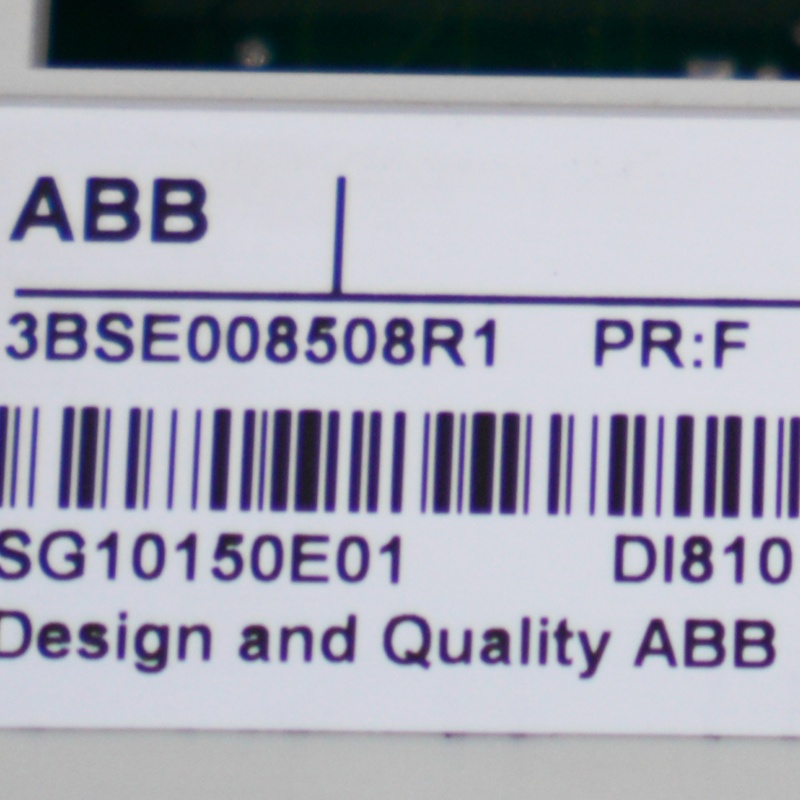 ABB
3BSE008508R1 PR:F
SG10150E01 DI810
Design and Quality ABB